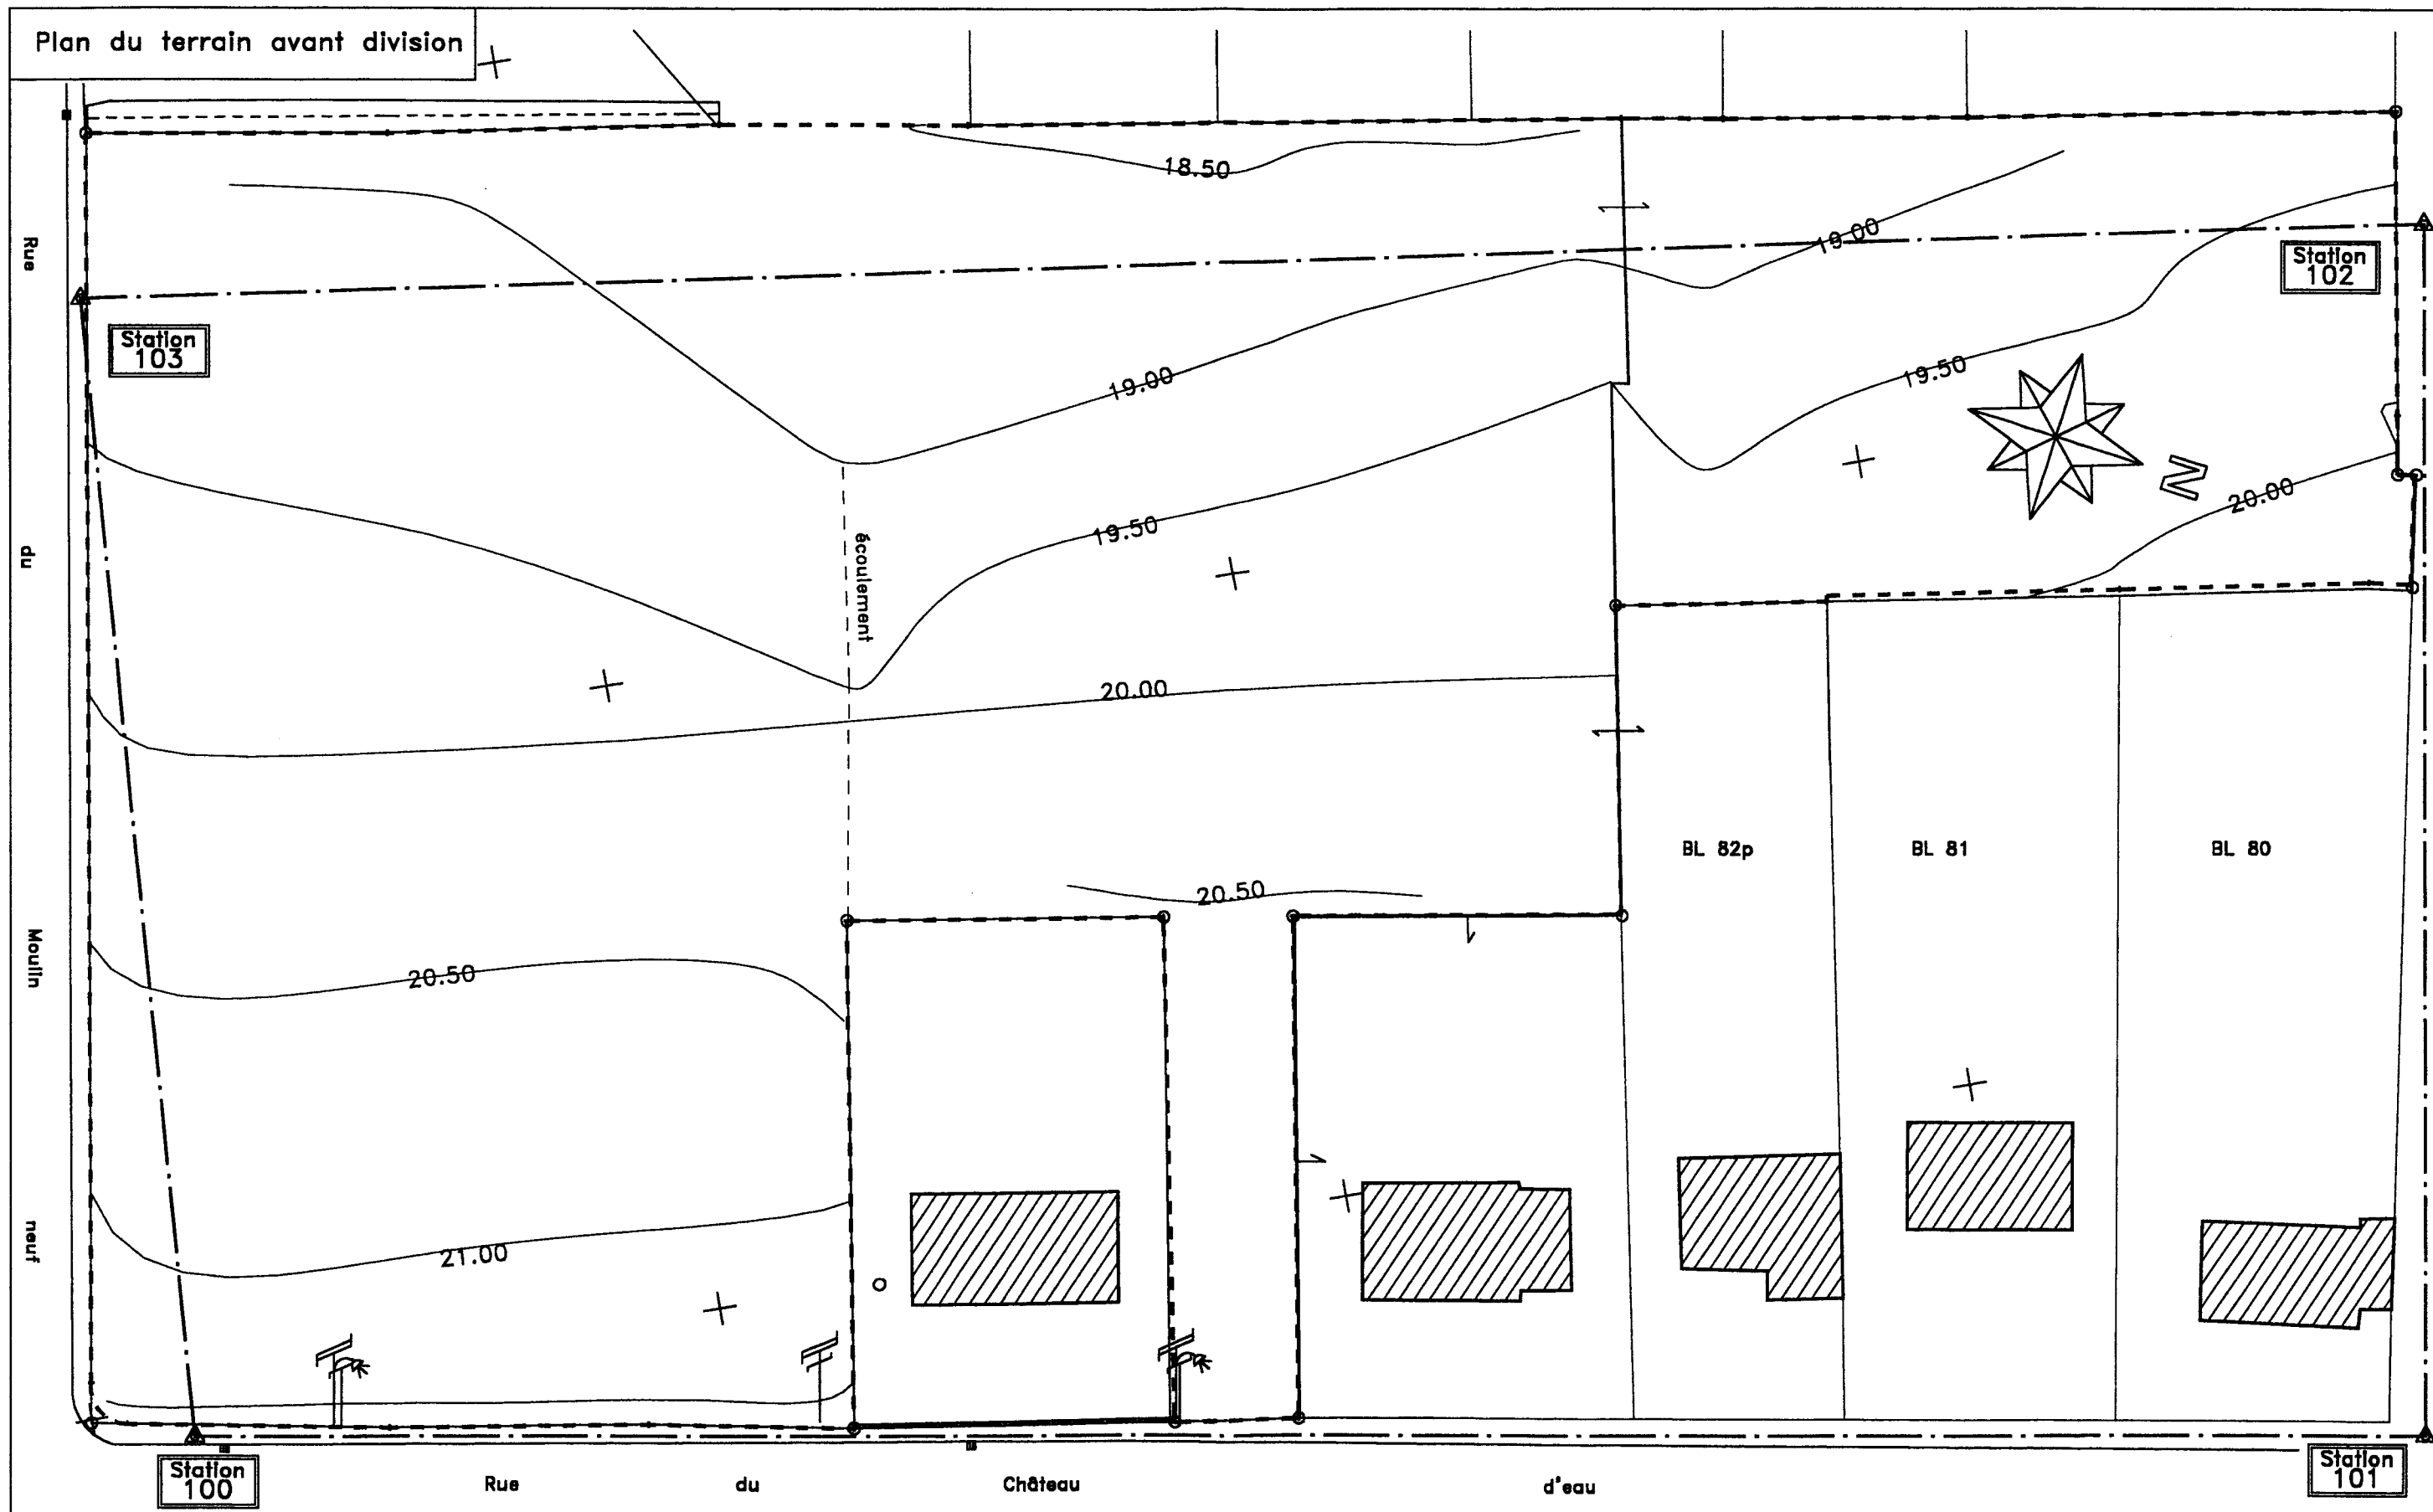 Plan du terrain avant division
18.50
19.00
Station
102
Rue
du
Moulin
neuf
Station
103
19.00
19.50
N
20.00
19.50
écoulement
20.00
BL 82p
BL 81
BL 80
20.50
20.50
21.00
Station
100
Rue du Château d'eau
Station
101